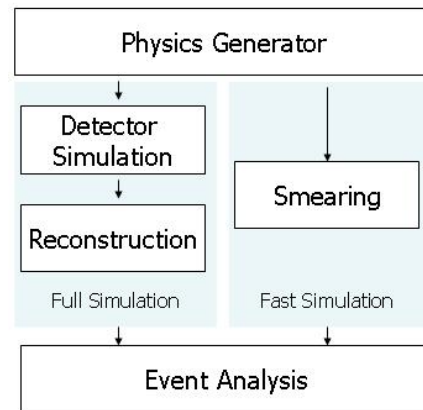 Physics Generator
Detector
Simulation
Reconstruction
Full Simulation
Smearing
Fast Simulation
Event Analysis